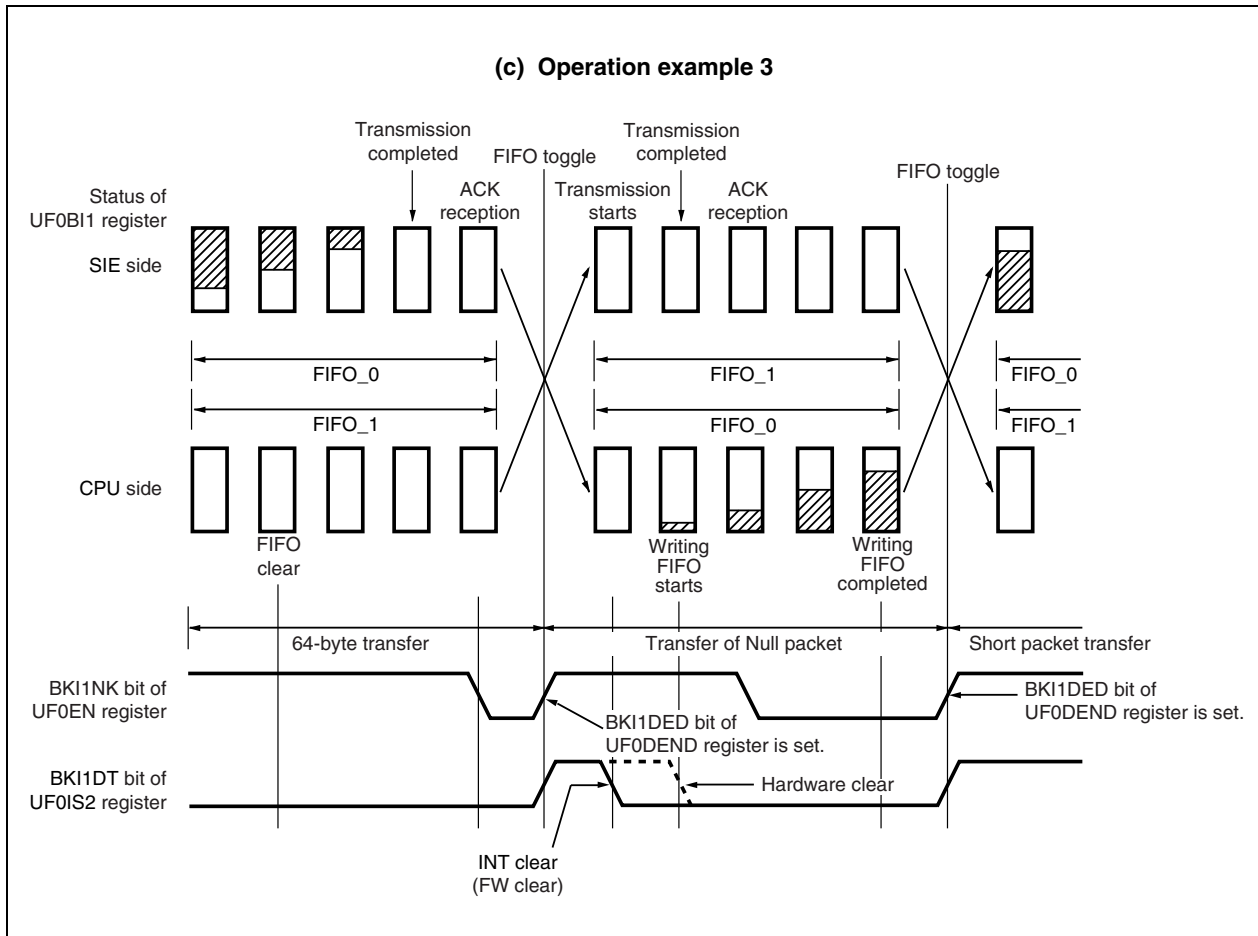 (c) Operation example 3
Transmission
completed
FIFO toggle
Transmission
completed
FIFO toggle
Status of
UF0BI1 register
ACK
reception
Transmission
starts
ACK
reception
SIE side
FIFO_0
FIFO_1
FIFO_0
FIFO_1
FIFO_0
FIFO_1
CPU side
FIFO
clear
Writing
FIFO
starts
Writing
FIFO
completed
64-byte transfer
Transfer of Null packet
Short packet transfer
BKI1NK bit of
UF0EN register
BKI1DED bit of
UF0DEND register is set.
BKI1DED bit of
UF0DEND register is set.
BKI1DT bit of
UF0IS2 register
Hardware clear
INT clear
(FW clear)